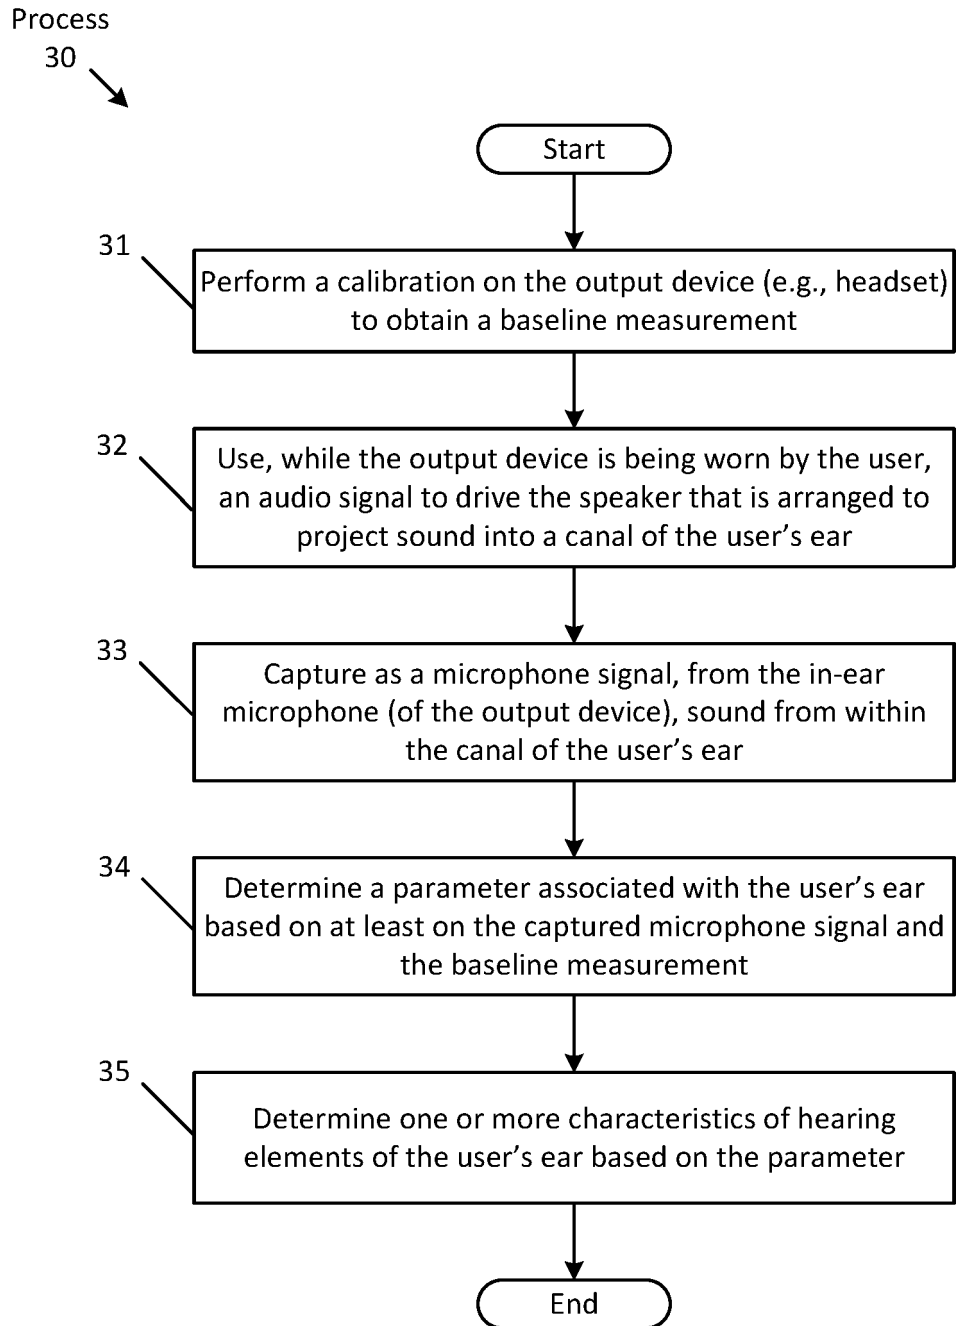 Process
30
Start
31
Perform a calibration on the output device (e.g., headset)
to obtain a baseline measurement
32
Use, while the output device is being worn by the user,
an audio signal to drive the speaker that is arranged to
project sound into a canal of the user's ear
33
Capture as a microphone signal, from the in-ear
microphone (of the output device), sound from within
the canal of the user's ear
34
Determine a parameter associated with the user's ear
based on at least on the captured microphone signal and
the baseline measurement
35
Determine one or more characteristics of hearing
elements of the user's ear based on the parameter
End